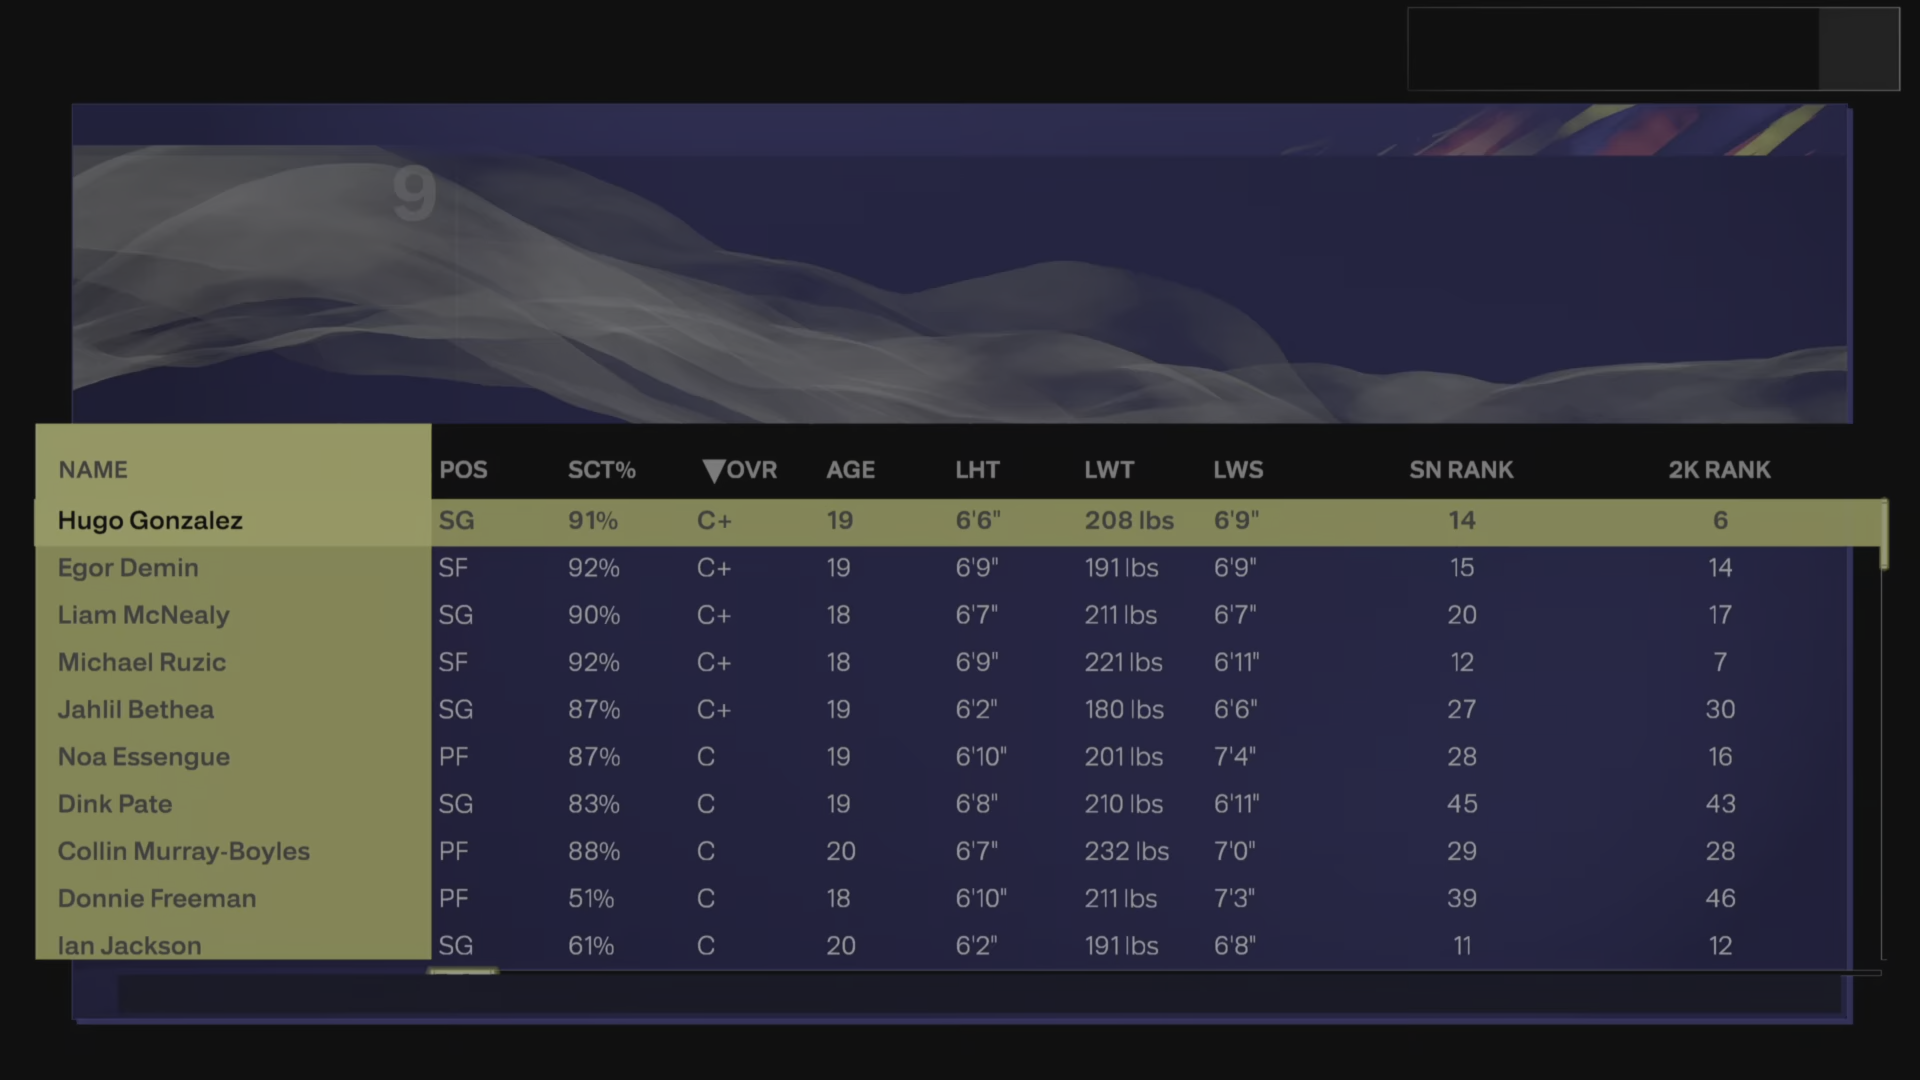 9
NAME POS SCT% ▼OVR AGE LHT LWT LWS SN RANK 2K RANK
Hugo Gonzalez SG 91% C+ 19 6'6" 208 lbs 6'9" 14 6
Egor Demin SF 92% C+ 19 6'9" 191 lbs 6'9" 15 14
Liam McNealy SG 90% C+ 18 6'7" 211 lbs 6'7" 20 17
Michael Ruzic SF 92% C+ 18 6'9" 221 lbs 6'11" 12 7
Jahlil Bethea SG 87% C+ 19 6'2" 180 lbs 6'6" 27 30
Noa Essengue PF 87% C 19 6'10" 201 lbs 7'4" 28 16
Dink Pate SG 83% C 19 6'8" 210 lbs 6'11" 45 43
Collin Murray-Boyles PF 88% C 20 6'7" 232 lbs 7'0" 29 28
Donnie Freeman PF 51% C 18 6'10" 211 lbs 7'3" 39 46
Ian Jackson SG 61% C 20 6'2" 191 lbs 6'8" 11 12